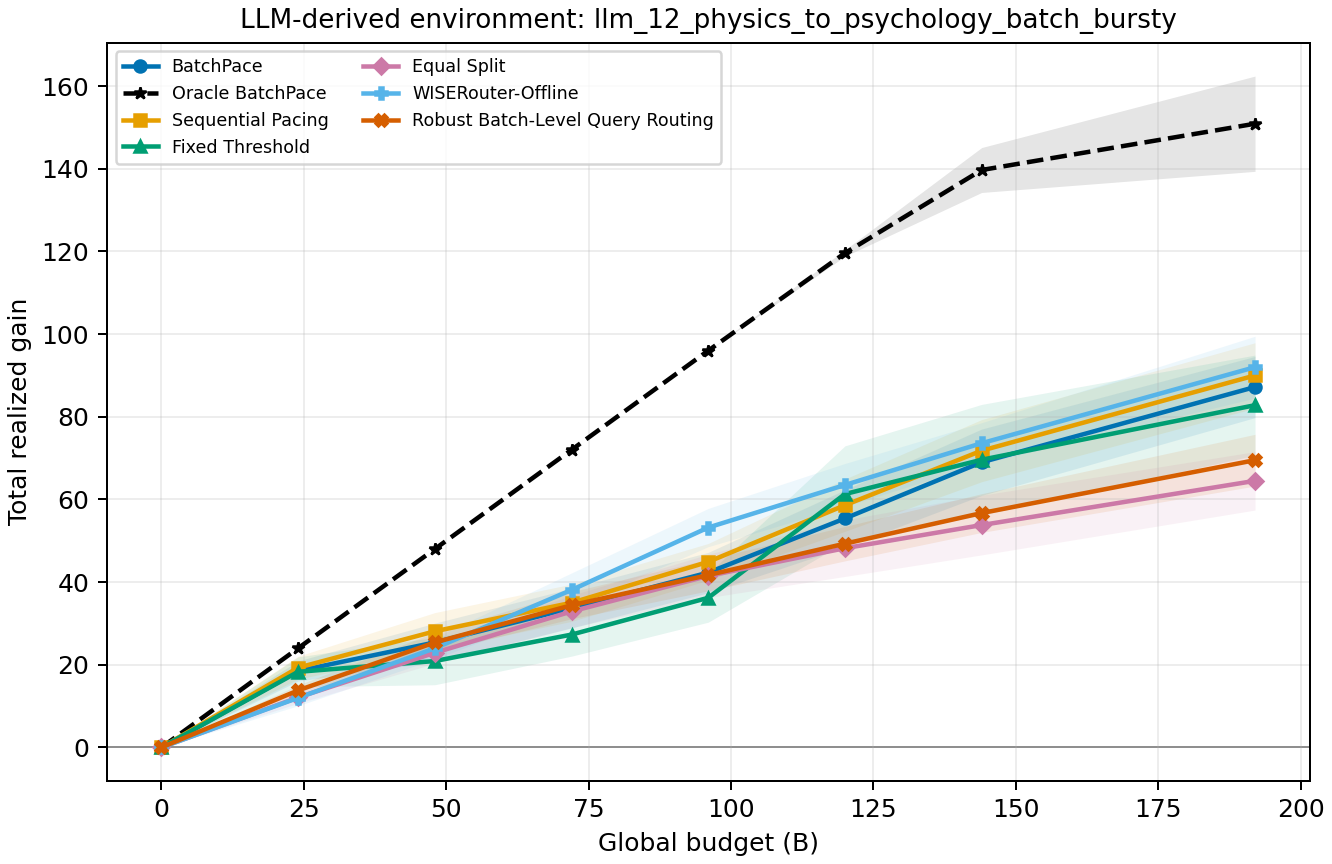 LLM-derived environment: llm_12_physics_to_psychology_batch_bursty
BatchPace
Oracle BatchPace
Sequential Pacing
Fixed Threshold
Equal Split
WISERouter-Offline
Robust Batch-Level Query Routing
Total realized gain
160
140
120
100
80
60
40
20
0
0 25 50 75 100 125 150 175 200
Global budget (B)